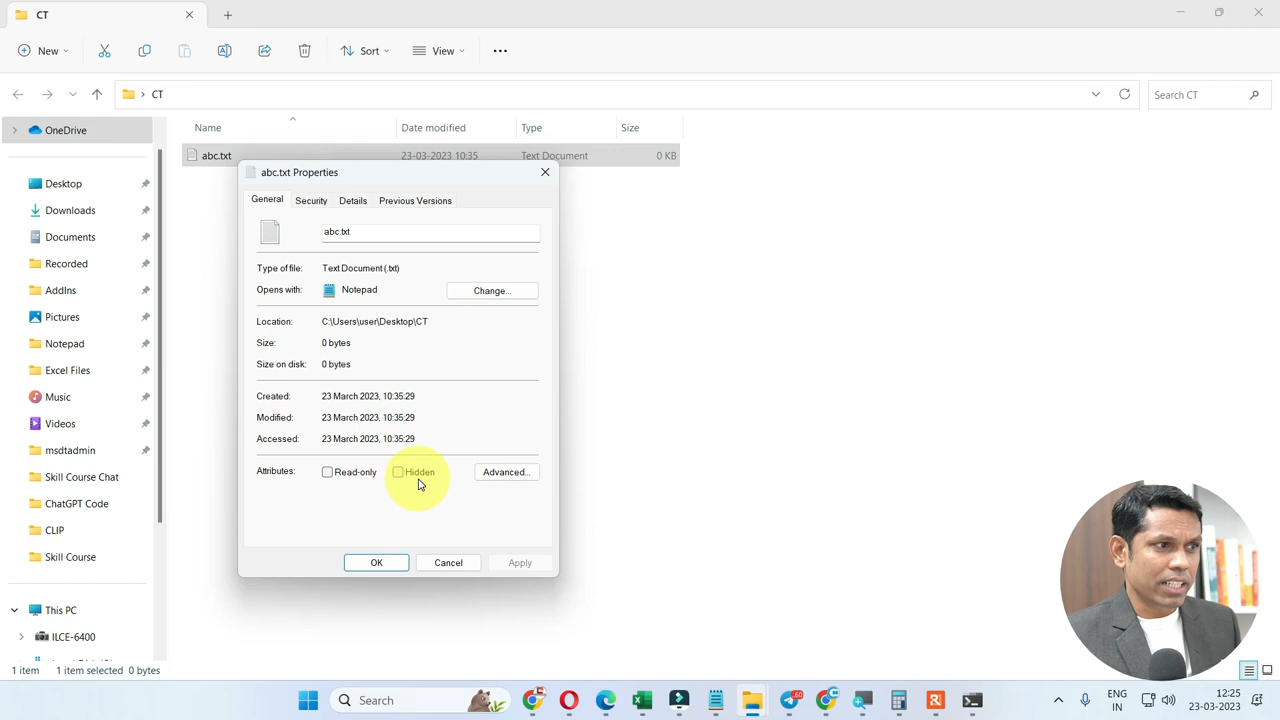 CT
New
Sort
View
CT
Search CT
OneDrive
Desktop
Downloads
Documents
Recorded
AddIns
Pictures
Notepad
Excel Files
Music
Videos
msdtadmin
Skill Course Chat
ChatGPT Code
CLIP
Skill Course
This PC
ILCE-6400
Name Date modified Type Size
abc.txt 23-03-2023 10:35 Text Document 0 KB
abc.txt Properties
General Security Details Previous Versions
abc.txt
Type of file: Text Document (.txt)
Opens with: Notepad Change...
Location: C:\Users\user\Desktop\CT
Size: 0 bytes
Size on disk: 0 bytes
Created: 23 March 2023, 10:35:29
Modified: 23 March 2023, 10:35:29
Accessed: 23 March 2023, 10:35:29
Attributes: Read-only Hidden Advanced...
OK Cancel Apply
1 item 1 item selected 0 bytes
Search
ENG
IN
12:25
23-03-2023